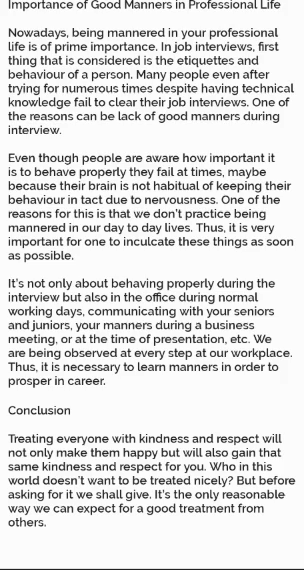 Importance of Good Manners in Professional Life
Nowadays, being mannered in your professional
life is of prime importance. In job interviews, first
thing that is considered is the etiquettes and
behaviour of a person. Many people even after
trying for numerous times despite having technical
knowledge fail to clear their job interviews. One of
the reasons can be lack of good manners during
interview.
Even though people are aware how important it
is to behave properly they fail at times, maybe
because their brain is not habitual of keeping their
behaviour in tact due to nervousness. One of the
reasons for this is that we don't practice being
mannered in our day to day lives. Thus, it is very
important for one to inculcate these things as soon
as possible.
It's not only about behaving properly during the
interview but also in the office during normal
working days, communicating with your seniors
and juniors, your manners during a business
meeting, or at the time of presentation, etc. We
are being observed at every step at our workplace.
Thus, it is necessary to learn manners in order to
prosper in career.
Conclusion
Treating everyone with kindness and respect will
not only make them happy but will also gain that
same kindness and respect for you. Who in this
world doesn't want to be treated nicely? But before
asking for it we shall give. It's the only reasonable
way we can expect for a good treatment from
others.